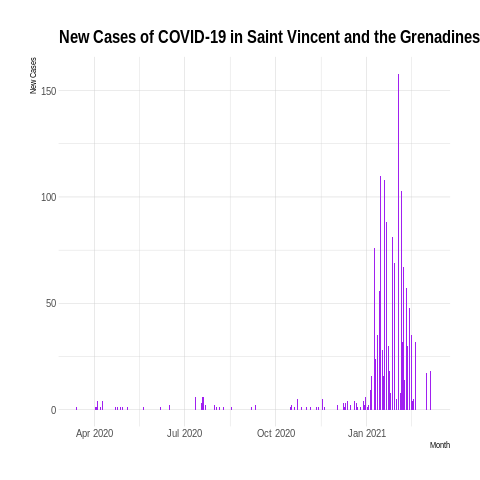 New Cases of COVID-19 in Saint Vincent and the Grenadines
New Cases
150
100
50
0
Apr 2020 Jul 2020 Oct 2020 Jan 2021
Month